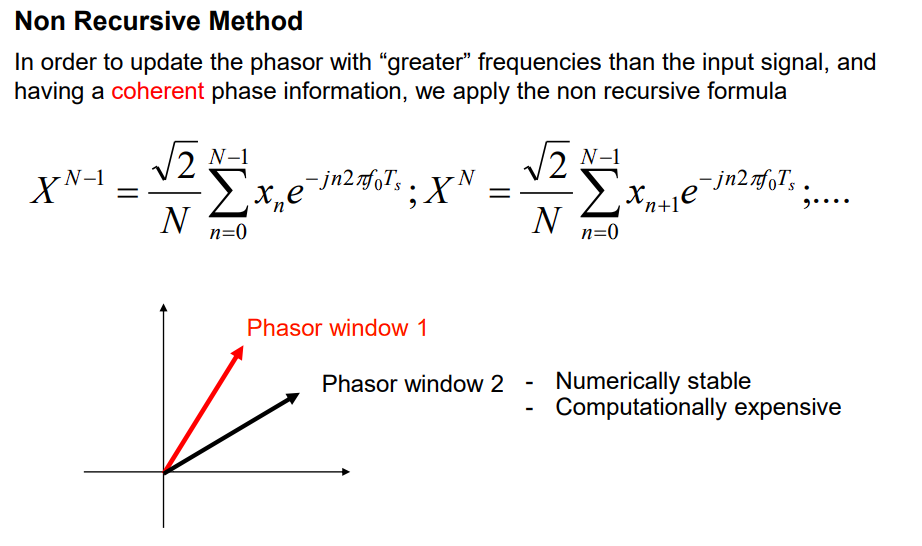 Non Recursive Method
In order to update the phasor with “greater” frequencies than the input signal, and
having a coherent phase information, we apply the non recursive formula
X^{N-1} = \frac{\sqrt{2}}{N} \sum_{n=0}^{N-1} x_n e^{-jn2\pi f_0 T_s} ; X^N = \frac{\sqrt{2}}{N} \sum_{n=0}^{N-1} x_{n+1} e^{-jn2\pi f_0 T_s} ;....
Phasor window 1
Phasor window 2 - Numerically stable
- Computationally expensive